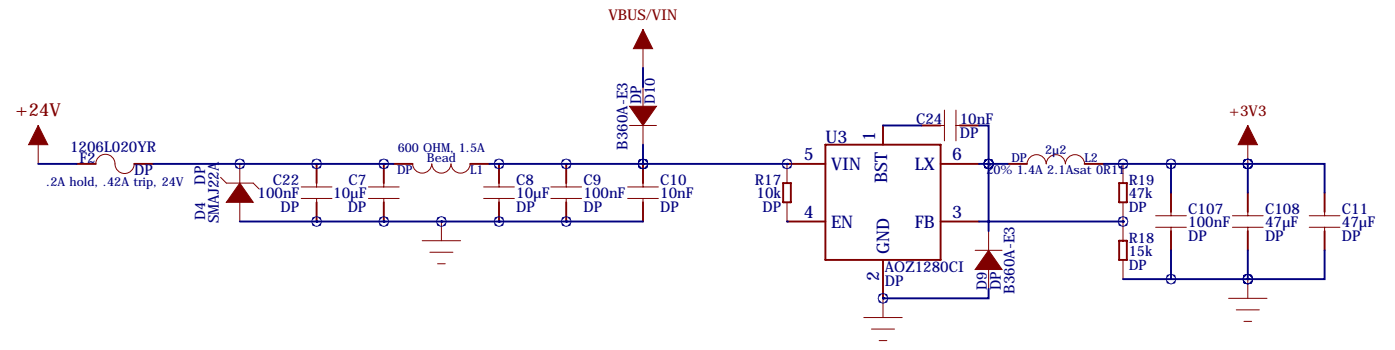 VBUS/VIN
+24V
1206L020YR
F2
DP
.2A hold, .42A trip, 24V
D4 DP
SMAJ22A
C22
100nF
DP
C7
10µF
DP
600 OHM, 1.5A
Bead
DP
L1
B360A-E3
DP
D10
C8
10µF
DP
C9
100nF
DP
C10
10nF
DP
R17
10k
DP
U3
1
5
VIN
BST
LX
6
4
EN
GND
FB
3
2
AOZ1280CI
DP
C24
10nF
DP
D9
DP
B360A-E3
DP
2µ2
L2
20% 1.4A 2.1Asat 0R11
+3V3
R19
47k
DP
R18
15k
DP
C107
100nF
DP
C108
47µF
DP
C11
47µF
DP